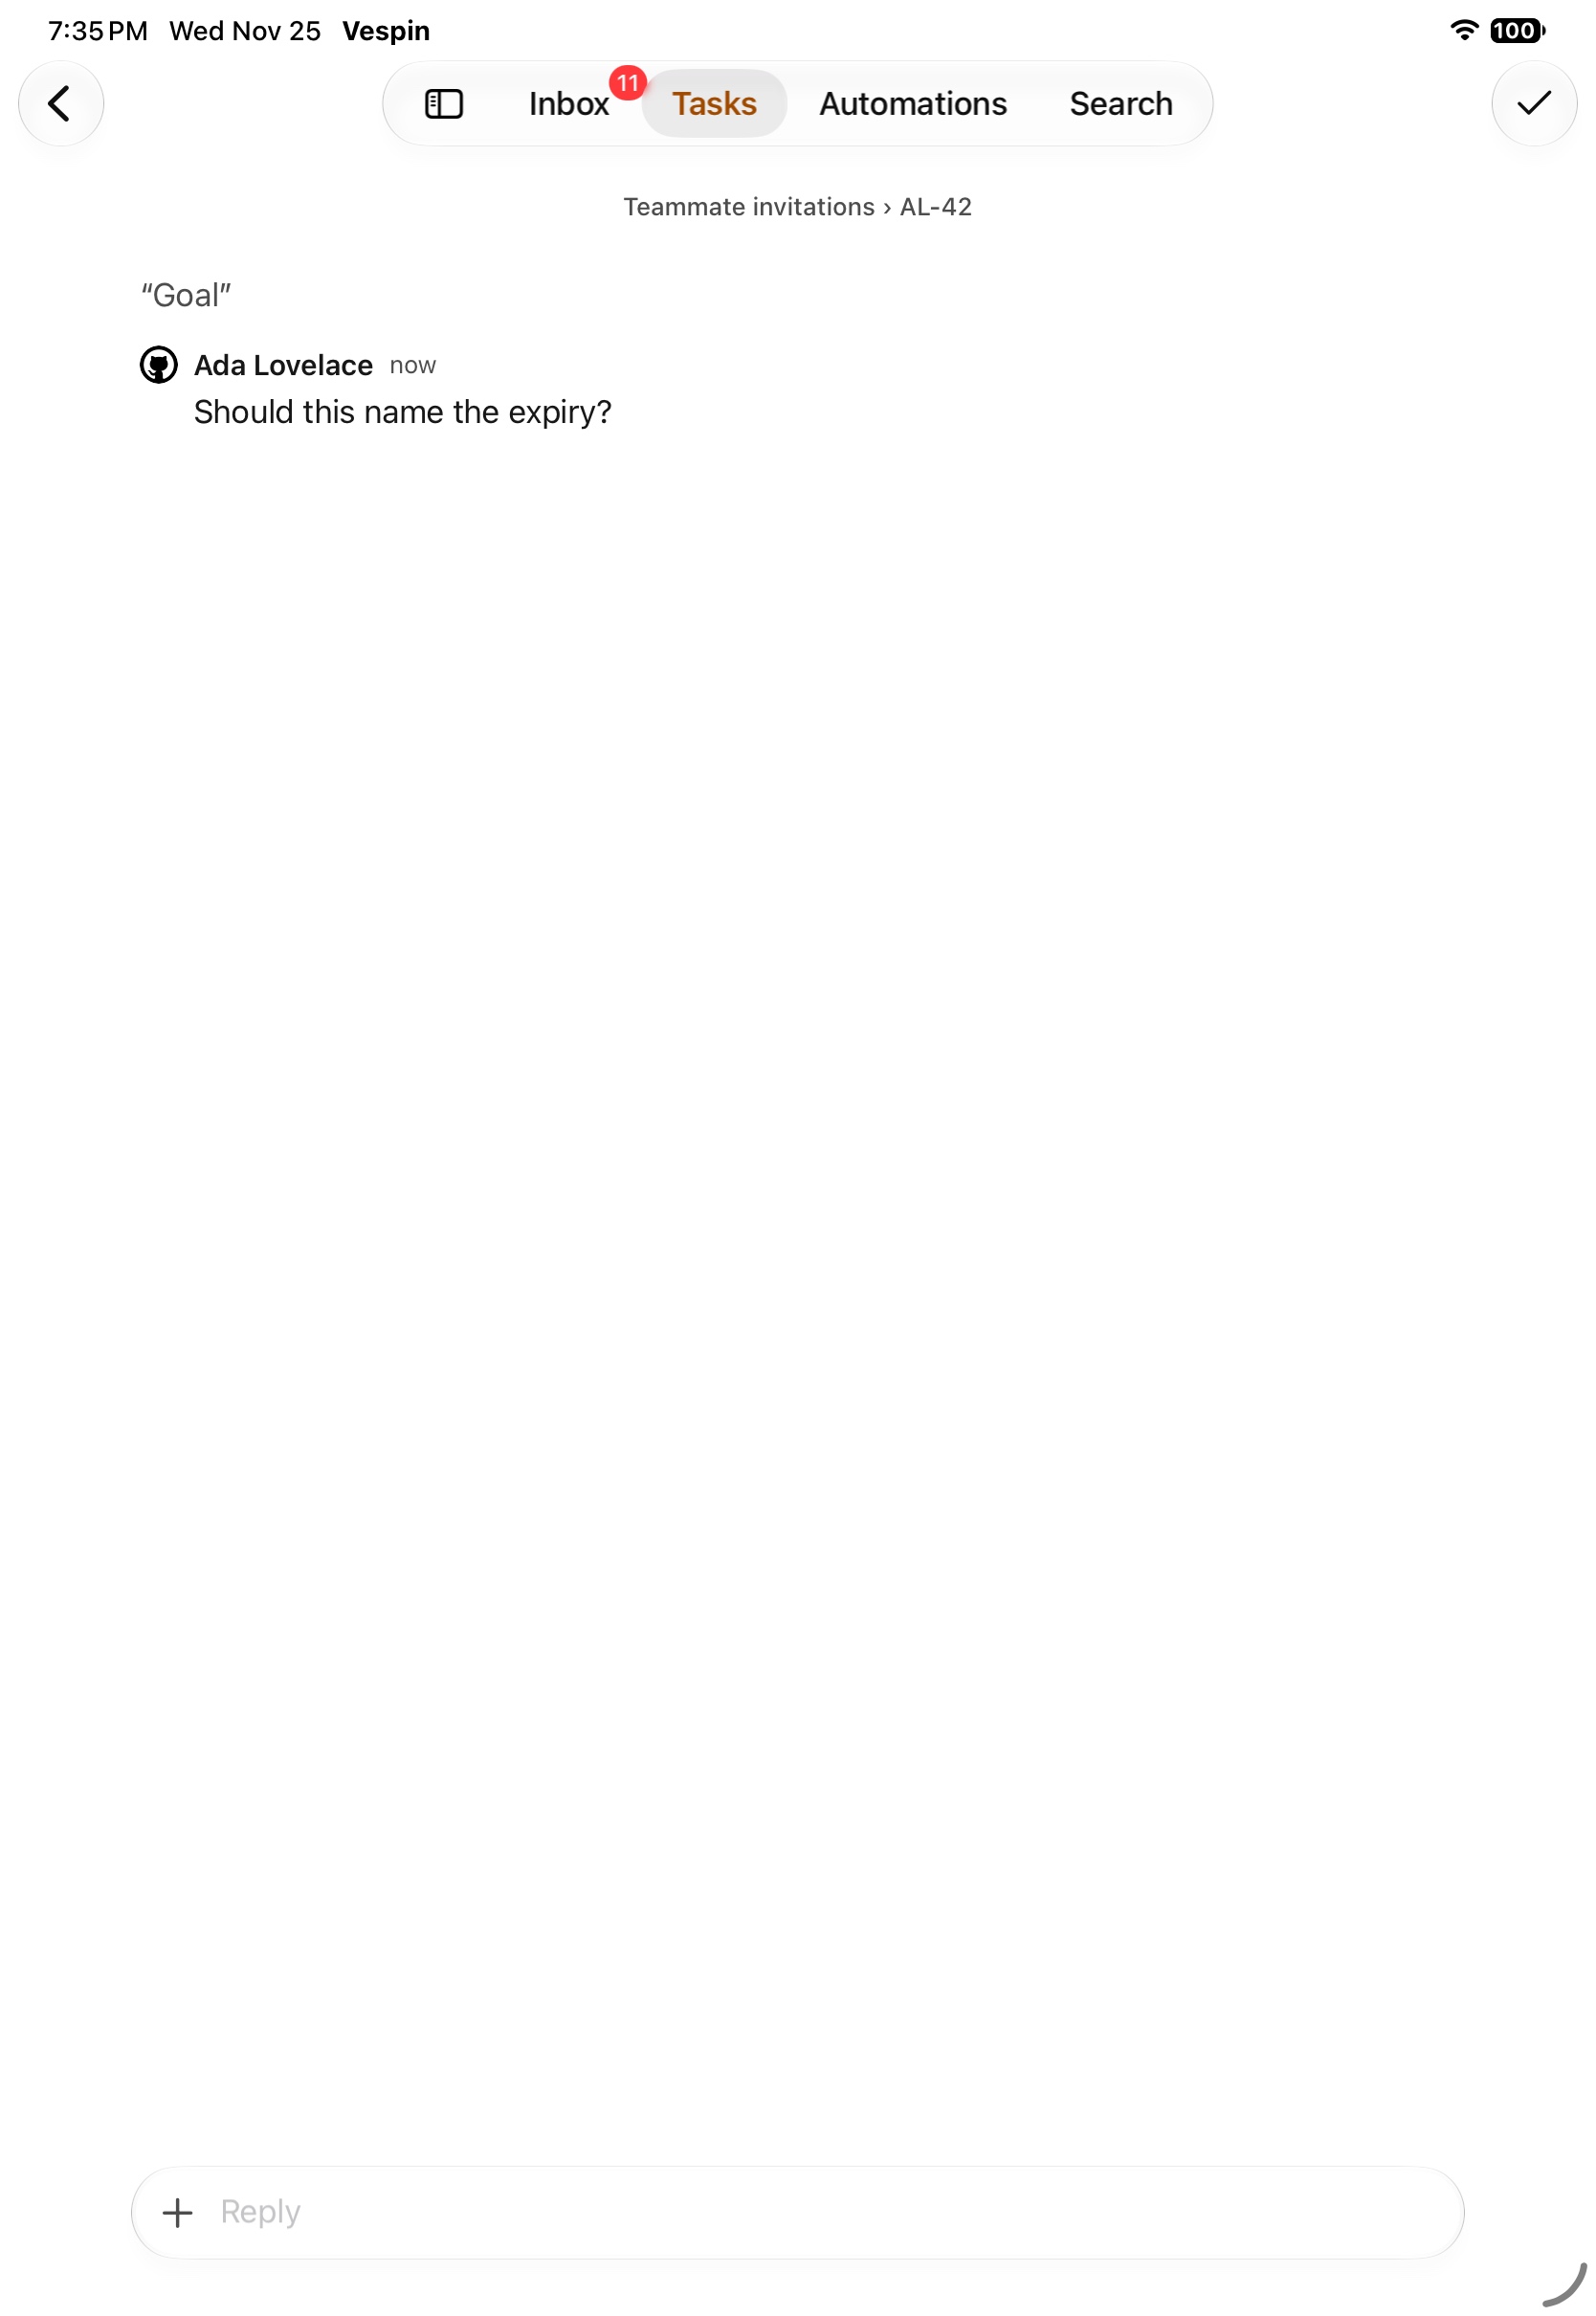 7:35 PM Wed Nov 25 Vespin 100
Inbox 11 Tasks Automations Search
Teammate invitations › AL-42
“Goal”
Ada Lovelace now
Should this name the expiry?
Reply